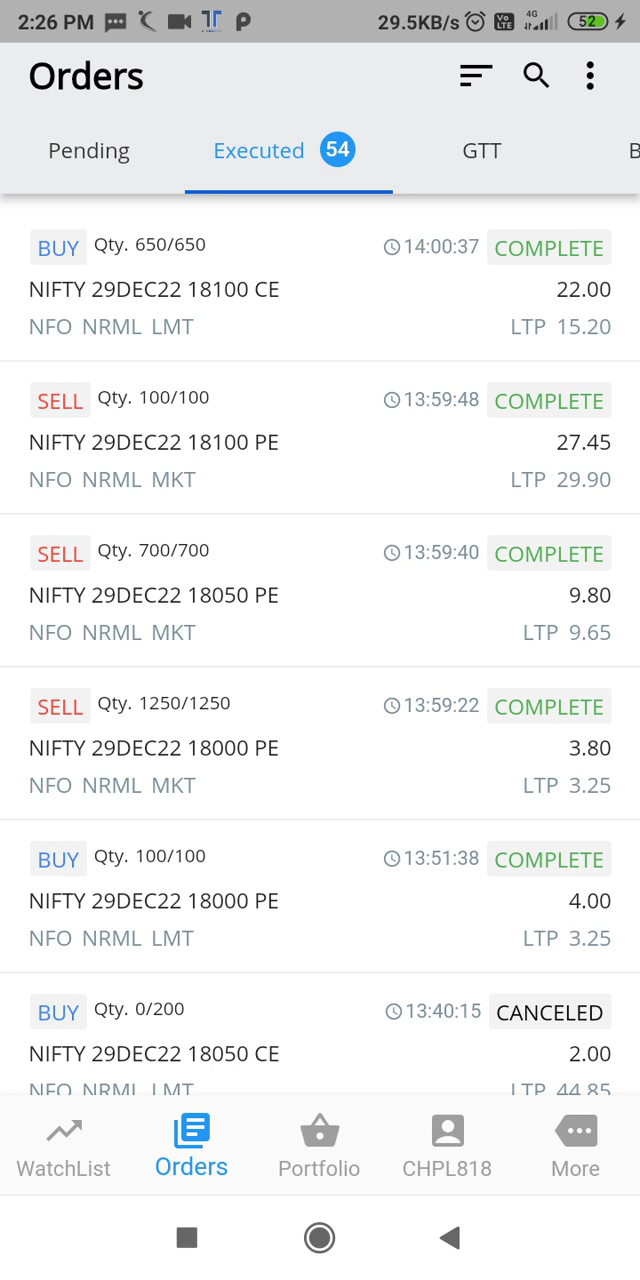 2:26 PM 29.5KB/s Vo LTE 4G 52
Orders
Pending Executed 54 GTT B
BUY Qty. 650/650 14:00:37 COMPLETE
NIFTY 29DEC22 18100 CE 22.00
NFO NRML LMT LTP 15.20
SELL Qty. 100/100 13:59:48 COMPLETE
NIFTY 29DEC22 18100 PE 27.45
NFO NRML MKT LTP 29.90
SELL Qty. 700/700 13:59:40 COMPLETE
NIFTY 29DEC22 18050 PE 9.80
NFO NRML MKT LTP 9.65
SELL Qty. 1250/1250 13:59:22 COMPLETE
NIFTY 29DEC22 18000 PE 3.80
NFO NRML MKT LTP 3.25
BUY Qty. 100/100 13:51:38 COMPLETE
NIFTY 29DEC22 18000 PE 4.00
NFO NRML LMT LTP 3.25
BUY Qty. 0/200 13:40:15 CANCELED
NIFTY 29DEC22 18050 CE 2.00
NFO NRML LMT LTP 44.85
WatchList Orders Portfolio CHPL818 More